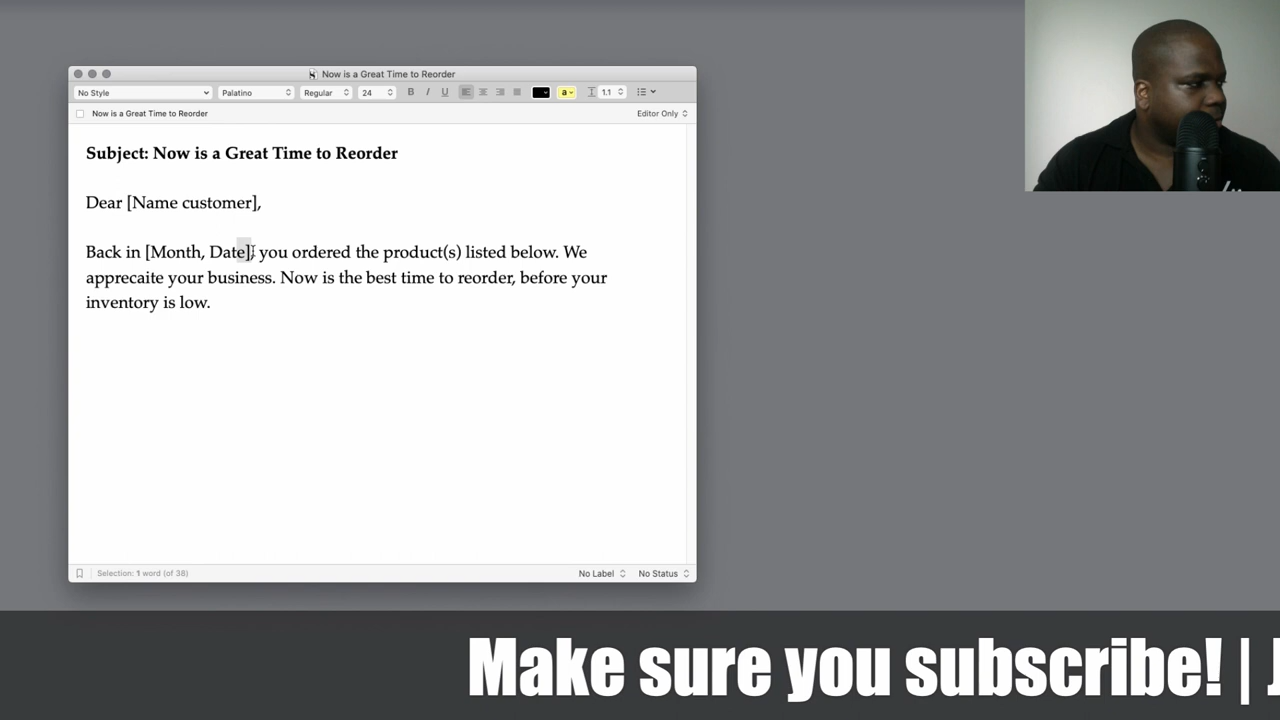 Now is a Great Time to Reorder
No Style
Palatino
Regular
24
B
I
U
a
1.1
Now is a Great Time to Reorder
Editor Only
Subject: Now is a Great Time to Reorder
Dear [Name customer],
Back in [Month, Date], you ordered the product(s) listed below. We
apprecaite your business. Now is the best time to reorder, before your
inventory is low.
Selection: 1 word (of 38)
No Label
No Status
Make sure you subscribe! | J